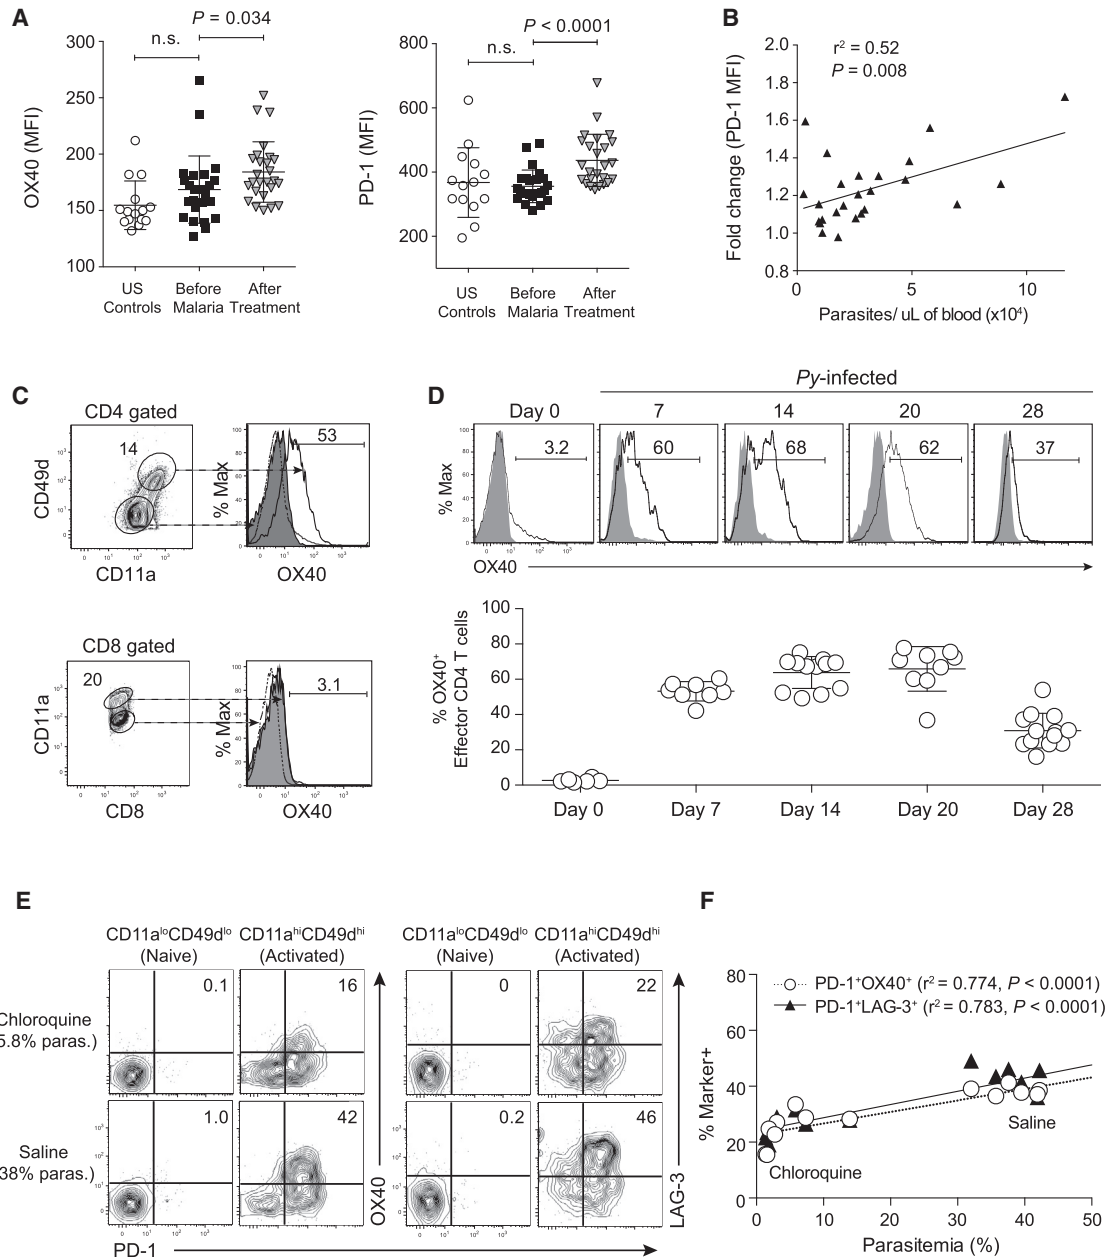 A
P = 0.034
n.s.
OX40 (MFI)
300
250
200
150
100
US Controls
Before Malaria
After Treatment
P < 0.0001
n.s.
PD-1 (MFI)
800
600
400
200
US Controls
Before Malaria
After Treatment
B
r² = 0.52
P = 0.008
Fold change (PD-1 MFI)
2.0
1.8
1.6
1.4
1.2
1.0
0.8
0 5 10
Parasites/ uL of blood (x10⁴)
C
CD4 gated
14
CD49d
CD11a
53
% Max
OX40
CD8 gated
20
CD11a
CD8
3.1
% Max
OX40
D
Py-infected
Day 0 7 14 20 28
3.2 60 68 62 37
% Max
OX40
% OX40⁺
Effector CD4 T cells
100
80
60
40
20
0
Day 0 Day 7 Day 14 Day 20 Day 28
E
CD11a^loCD49d^lo
(Naive)
CD11a^hiCD49d^hi
(Activated)
CD11a^loCD49d^lo
(Naive)
CD11a^hiCD49d^hi
(Activated)
Chloroquine
5.8% paras.)
0.1 16 0 22
Saline
38% paras.)
1.0 42 0.2 46
OX40
LAG-3
PD-1
F
PD-1⁺OX40⁺ (r² = 0.774, P < 0.0001)
PD-1⁺LAG-3⁺ (r² = 0.783, P < 0.0001)
% Marker+
80
60
40
20
0
Saline
Chloroquine
0 10 20 30 40 50
Parasitemia (%)